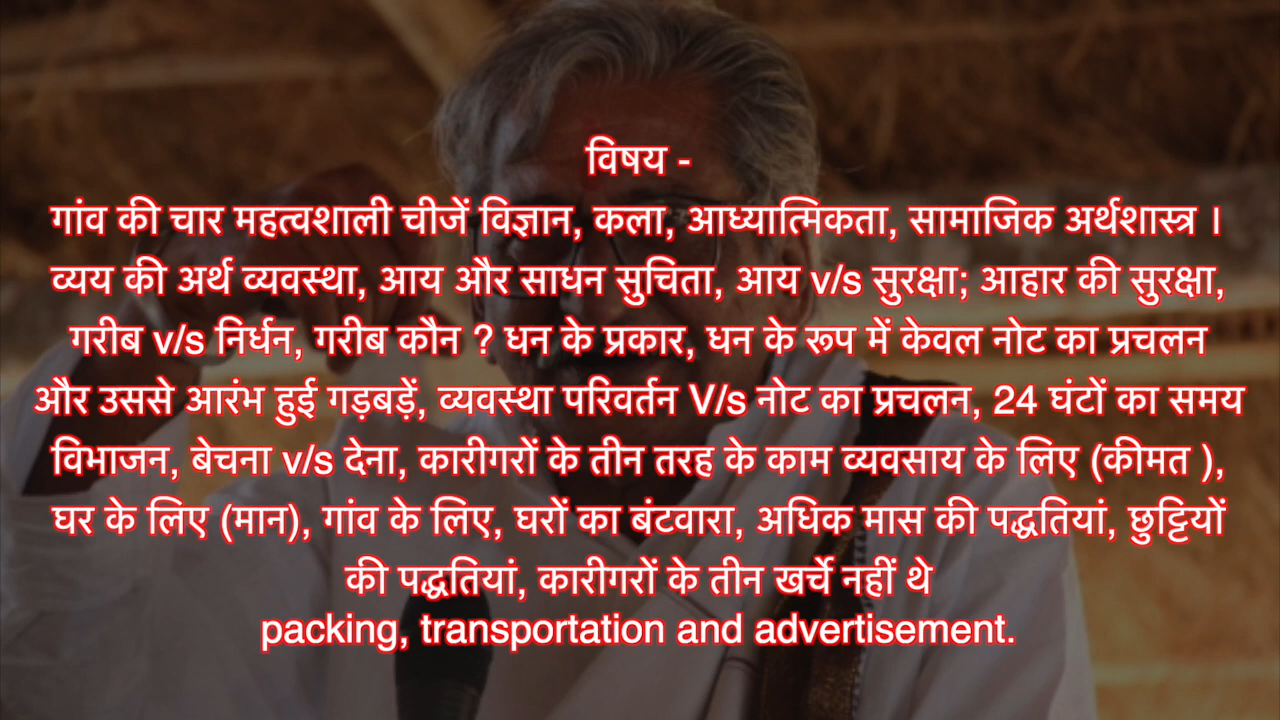 विषय -
गांव की चार महत्वशाली चीजें विज्ञान, कला, आध्यात्मिकता, सामाजिक अर्थशास्त्र ।
व्यय की अर्थ व्यवस्था, आय और साधन सुचिता, आय v/s सुरक्षा; आहार की सुरक्षा,
गरीब v/s निर्धन, गरीब कौन ? धन के प्रकार, धन के रूप में केवल नोट का प्रचलन
और उससे आरंभ हुई गड़बड़ें, व्यवस्था परिवर्तन V/s नोट का प्रचलन, 24 घंटों का समय
विभाजन, बेचना v/s देना, कारीगरों के तीन तरह के काम व्यवसाय के लिए (कीमत ),
घर के लिए (मान), गांव के लिए, घरों का बंटवारा, अधिक मास की पद्धतियां, छुट्टियों
की पद्धतियां, कारीगरों के तीन खर्चे नहीं थे
packing, transportation and advertisement.